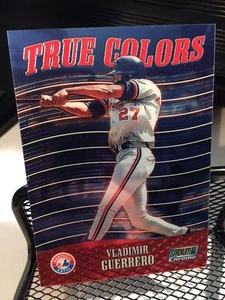 TRUE COLORS
27
VLADIMIR
GUERRERO
STADIUM CLUB
CHROME